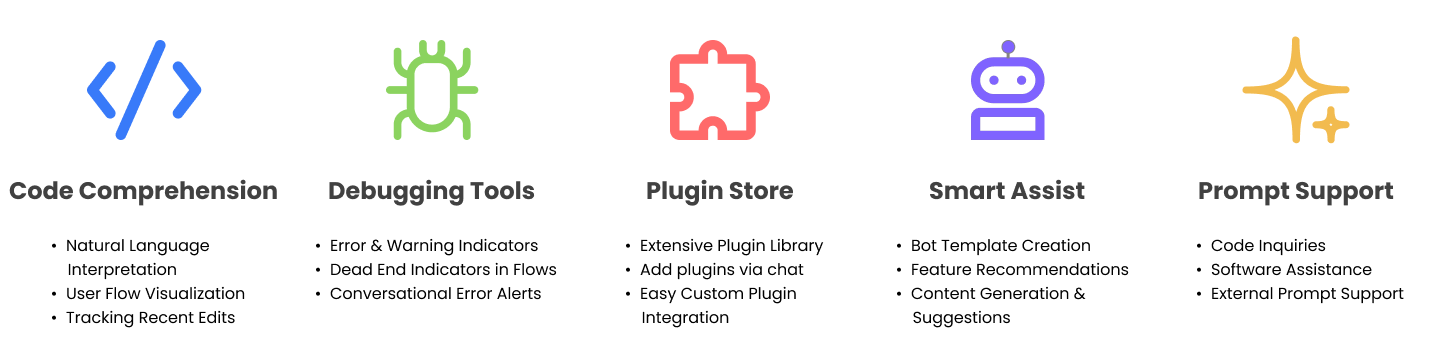 Code Comprehension
• Natural Language
Interpretation
• User Flow Visualization
• Tracking Recent Edits
Debugging Tools
• Error & Warning Indicators
• Dead End Indicators in Flows
• Conversational Error Alerts
Plugin Store
• Extensive Plugin Library
• Add plugins via chat
• Easy Custom Plugin
Integration
Smart Assist
• Bot Template Creation
• Feature Recommendations
• Content Generation &
Suggestions
Prompt Support
• Code Inquiries
• Software Assistance
• External Prompt Support